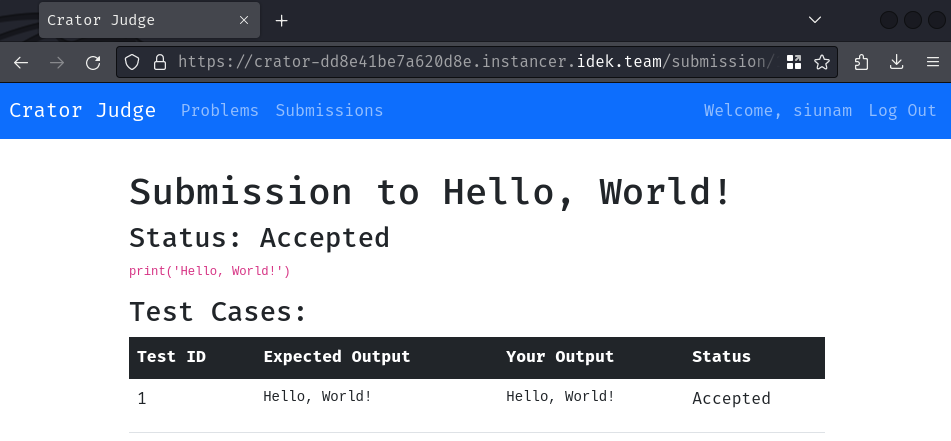 Crator Judge
https://crator-dd8e41be7a620d8e.instancer.idek.team/submission/
Crator Judge Problems Submissions Welcome, siunam Log Out
Submission to Hello, World!
Status: Accepted
print('Hello, World!')
Test Cases:
Test ID Expected Output Your Output Status
1 Hello, World! Hello, World! Accepted